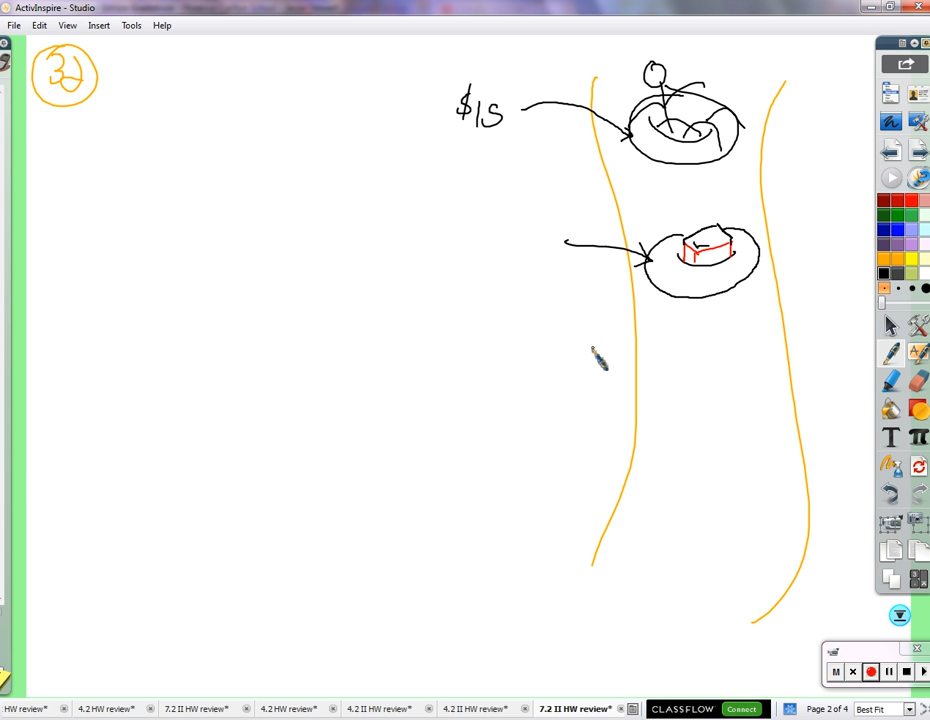 ActivInspire - Studio
File Edit View Insert Tools Help
32
$15
HW review* 4.2 HW review* 7.2 II HW review* 4.2 HW review* 4.2 II HW review* 4.2 II HW review* 7.2 II HW review* CLASSFLOW Connect Page 2 of 4 Best Fit